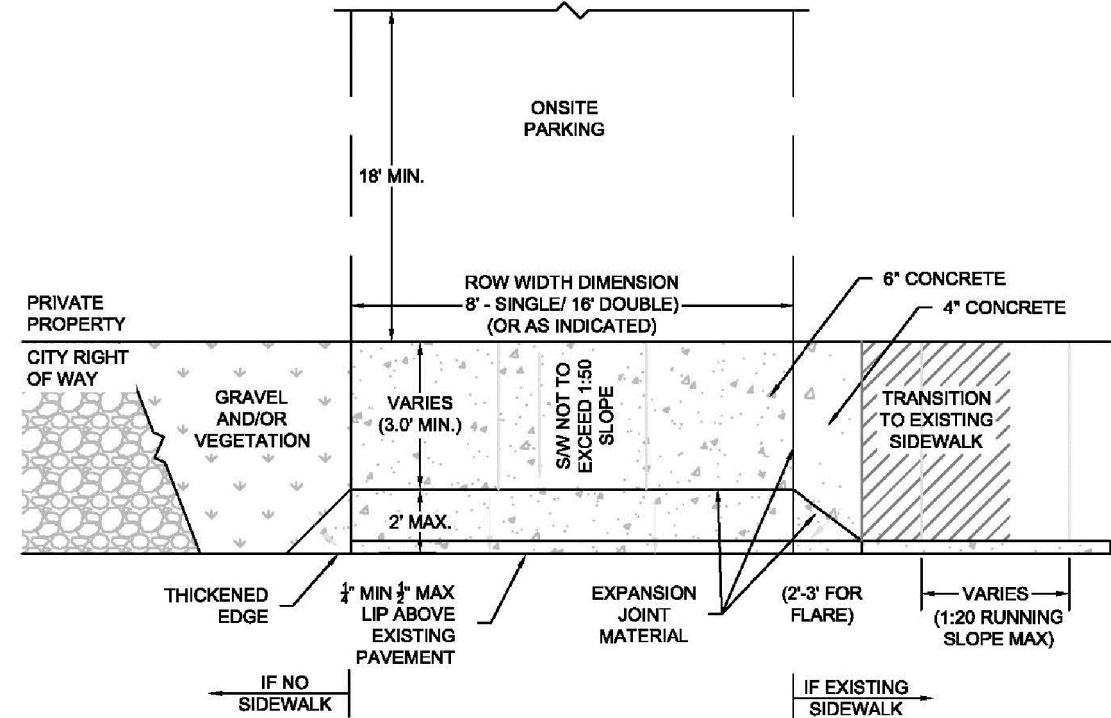 ONSITE
PARKING
18' MIN.
ROW WIDTH DIMENSION
8' - SINGLE/ 16' DOUBLE)
(OR AS INDICATED)
6" CONCRETE
4" CONCRETE
PRIVATE
PROPERTY
CITY RIGHT
OF WAY
GRAVEL
AND/OR
VEGETATION
VARIES
(3.0' MIN.)
S/W NOT TO
EXCEED 1:50
SLOPE
TRANSITION
TO EXISTING
SIDEWALK
2' MAX.
THICKENED
EDGE
1/4" MIN 1/2" MAX
LIP ABOVE
EXISTING
PAVEMENT
EXPANSION
JOINT
MATERIAL
(2'-3' FOR
FLARE)
VARIES
(1:20 RUNNING
SLOPE MAX)
IF NO
SIDEWALK
IF EXISTING
SIDEWALK